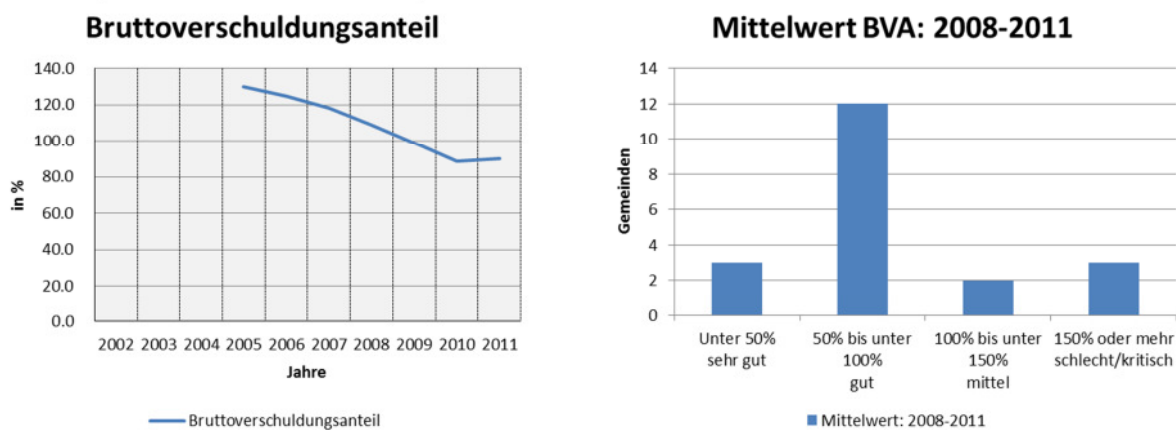 Bruttoverschuldungsanteil
140.0
120.0
100.0
80.0
60.0
40.0
20.0
0.0
in %
2002 2003 2004 2005 2006 2007 2008 2009 2010 2011
Jahre
Bruttoverschuldungsanteil
Mittelwert BVA: 2008-2011
14
12
10
8
6
4
2
0
Gemeinden
Unter 50%
sehr gut
50% bis unter
100%
gut
100% bis unter
150%
mittel
150% oder mehr
schlecht/kritisch
Mittelwert: 2008-2011